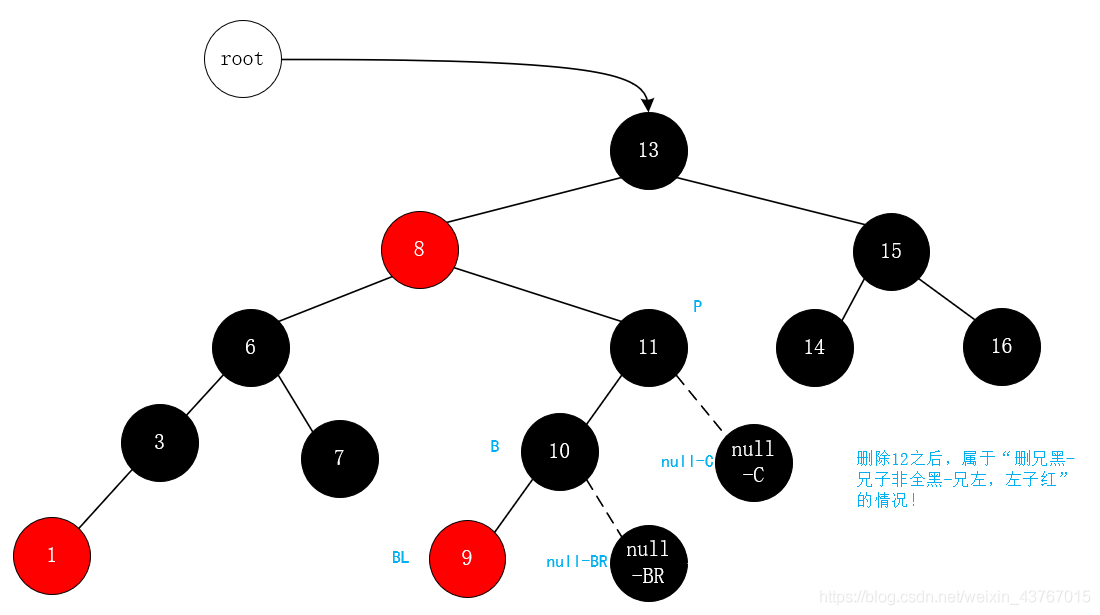 root
13
8
15
P
6
11
14
16
3
7
B
10
null-C
null
-C
删除12之后，属于“删兄黑-
兄子非全黑-兄左，左子红”
的情况！
1
BL
9
null-BR
null
-BR
https://blog.csdn.net/weixin_43767015